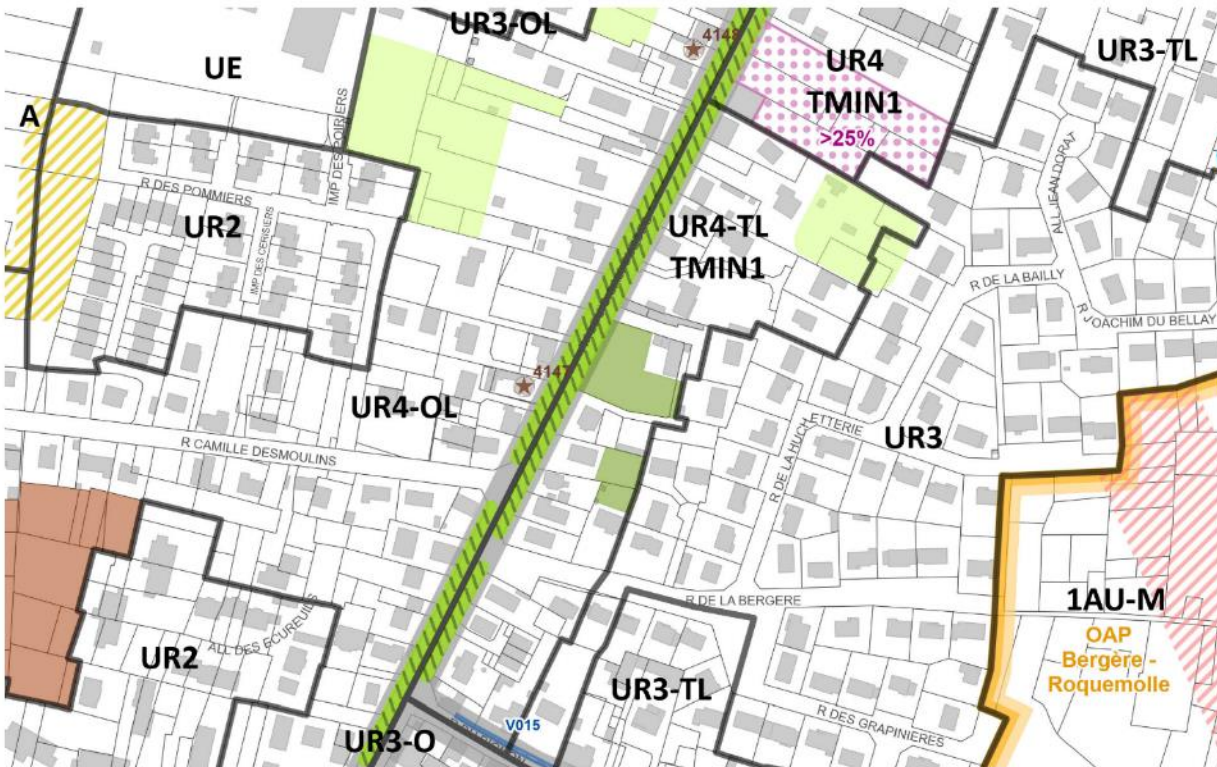 UR3-OL
4148
UR4
TMIN1
>25%
UR3-TL
UE
A
IMP DES POIRIERS
R DES POMMIERS
UR2
IMP DES CERISIERS
ALL JEAN DORAT
UR4-TL
TMIN1
R DE LA BAILLY
R JOACHIM DU BELLAY
4147
UR4-OL
R CAMILLE DESMOULINS
R DE LA HUCHETTERIE
UR3
R DE LA BERGERE
1AU-M
OAP
Bergère -
Roquemolle
ALL DES ECUREUILS
UR2
UR3-TL
R DES GRAPINIERES
V015
UR3-O